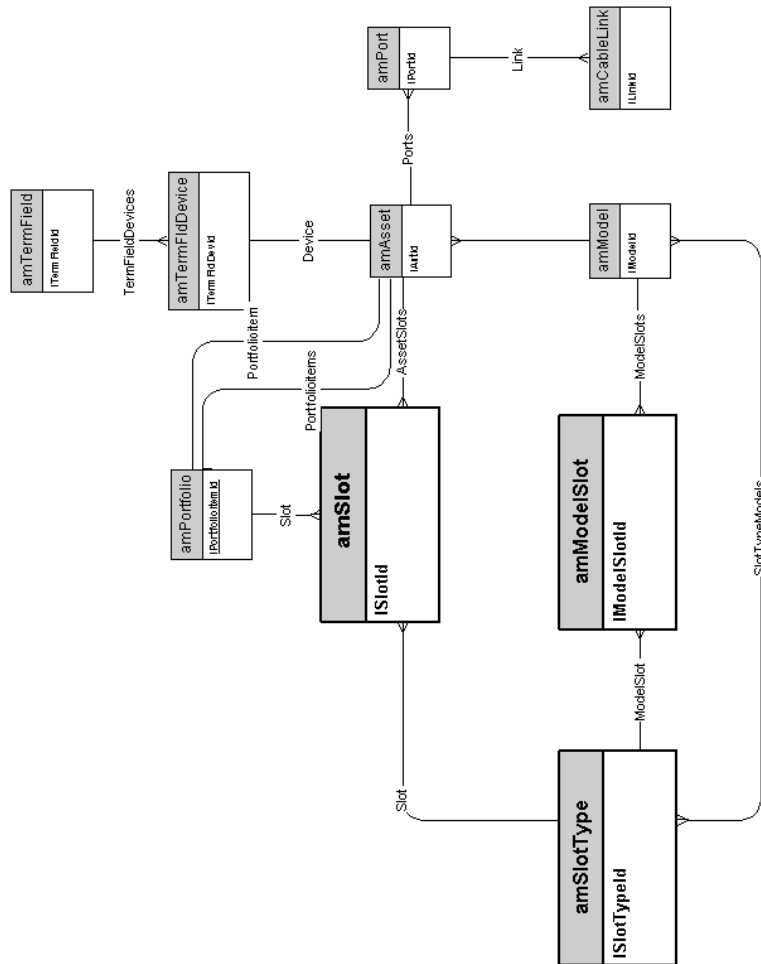 amTermField
lTermFieldId
TermFieldDevices
amTermFldDevice
lTermFldDevId
amPortfolio
lPortfolioItemId
Portfolioitem
Device
Slot
Portfolioitems
amSlot
lSlotId
AssetSlots
amAsset
lAstId
Ports
amPort
lPortId
Slot
Link
amSlotType
lSlotTypeId
ModelSlot
amModelSlot
lModelSlotId
ModelSlots
amModel
lModelId
amCableLink
lLinkId
SlotTypeModels